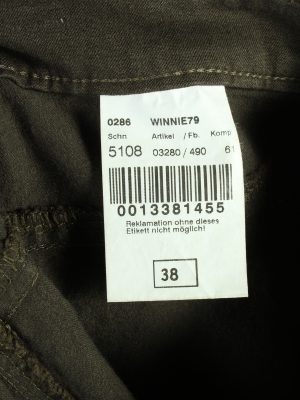 0286 WINNIE79
Schn Artikel / Fb. Komp
5108 03280 / 490 61
0013381455
Reklamation ohne dieses
Etikett nicht möglich!
38